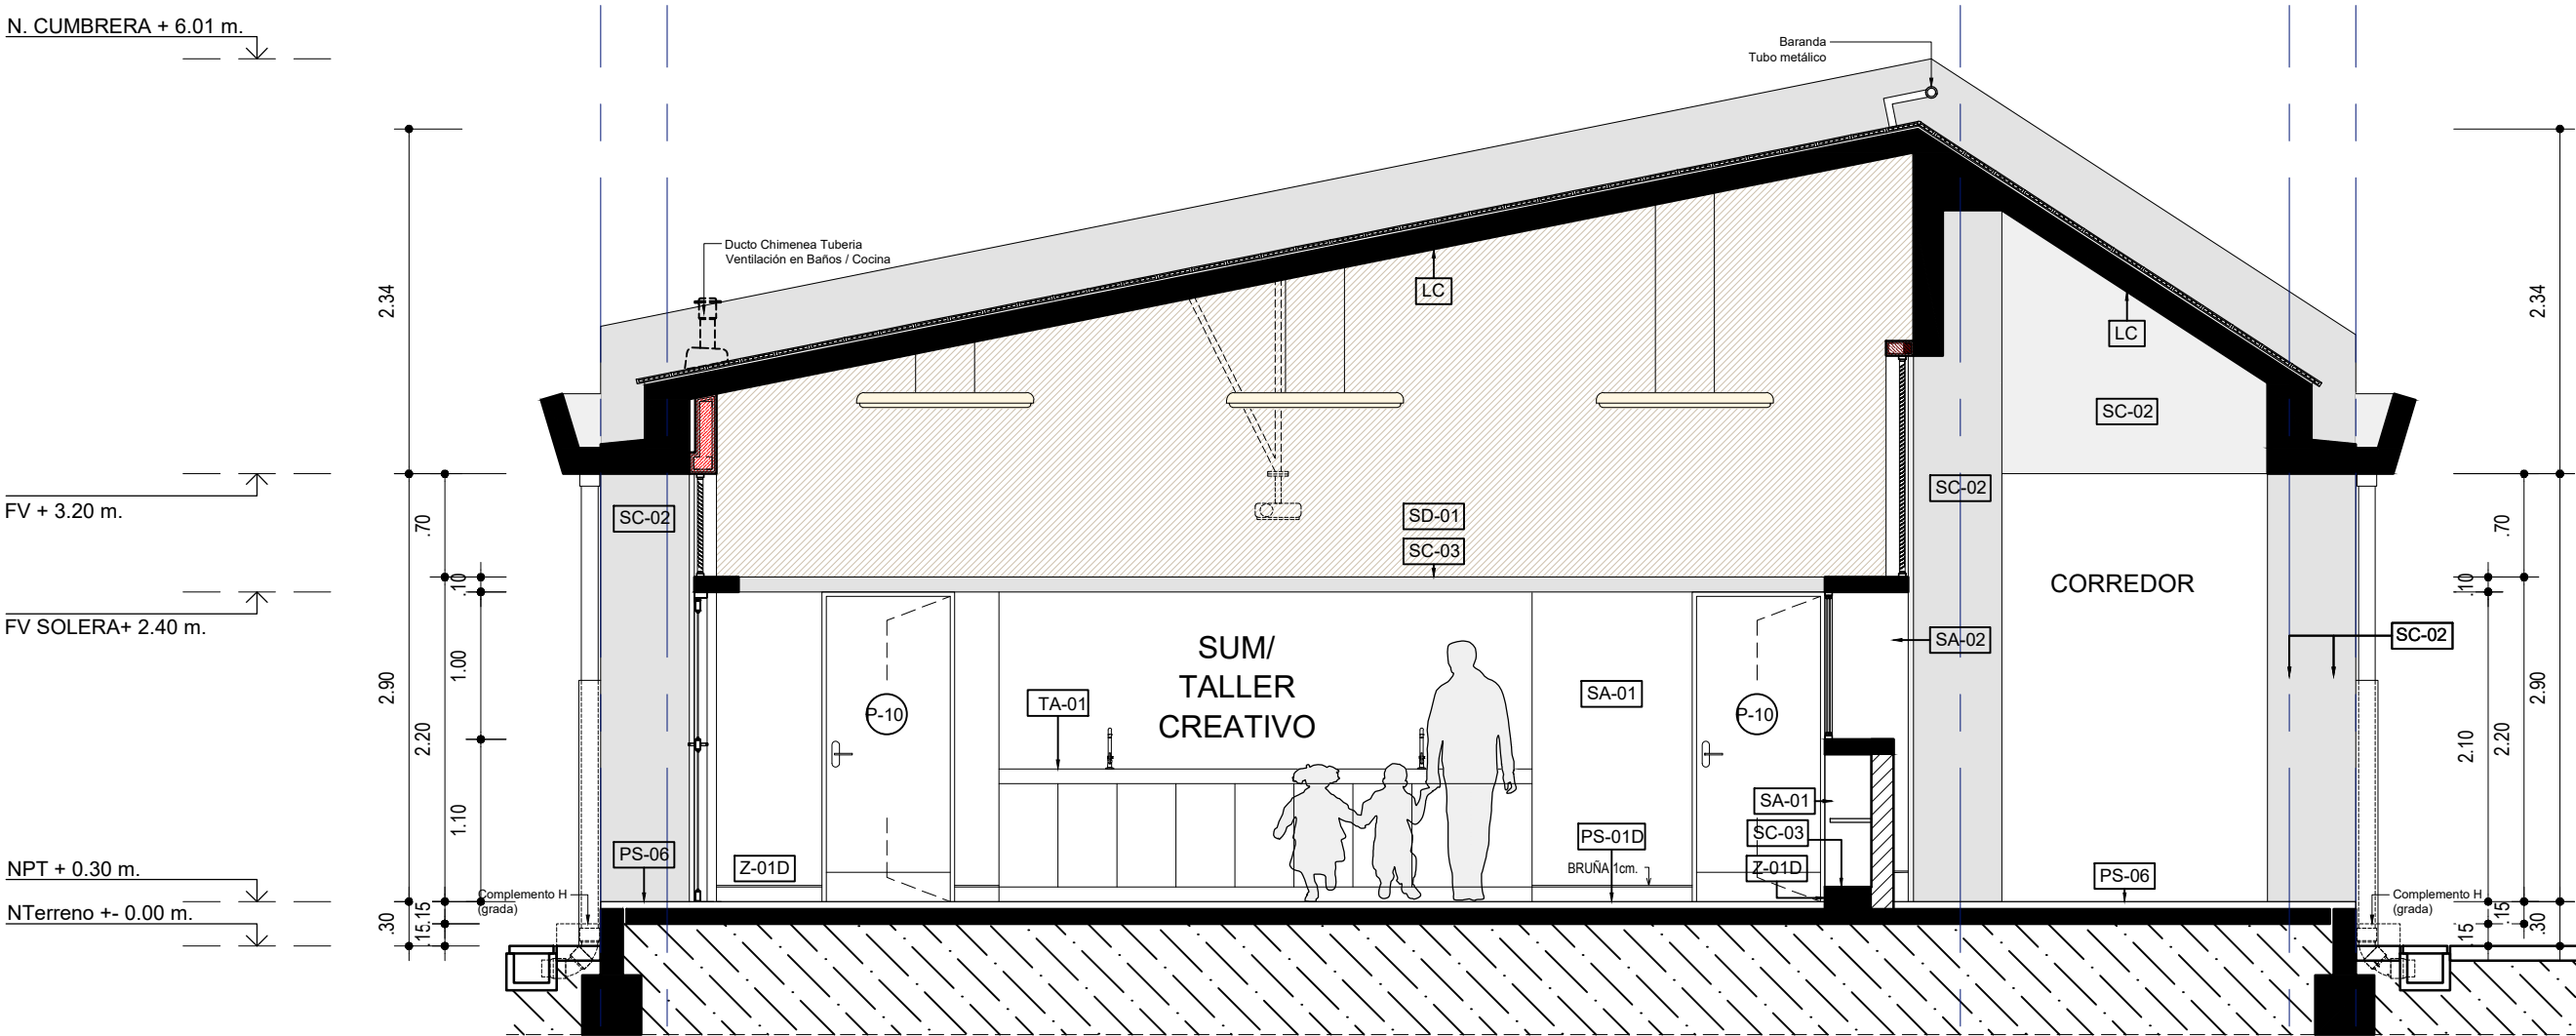 N. CUMBRERA + 6.01 m.
Baranda
Tubo metálico
Ducto Chimenea Tuberia
Ventilación en Baños / Cocina
2.34
LC
LC
2.34
SC-02
FV + 3.20 m.
.70
SC-02
SD-01
SC-03
SC-02
.70
.10
CORREDOR
.10
FV SOLERA+ 2.40 m.
SUM/
TALLER
CREATIVO
SA-02
SC-02
2.90
1.00
2.20
P-10
TA-01
SA-01
P-10
2.10
2.20
2.90
1.10
SA-01
SC-03
PS-01D
PS-06
Z-01D
BRUÑA 1cm.
Z-01D
PS-06
NPT + 0.30 m.
Complemento H
(grada)
Complemento H
(grada)
NTerreno +- 0.00 m.
.30
.15
.15
.15
.15
.30